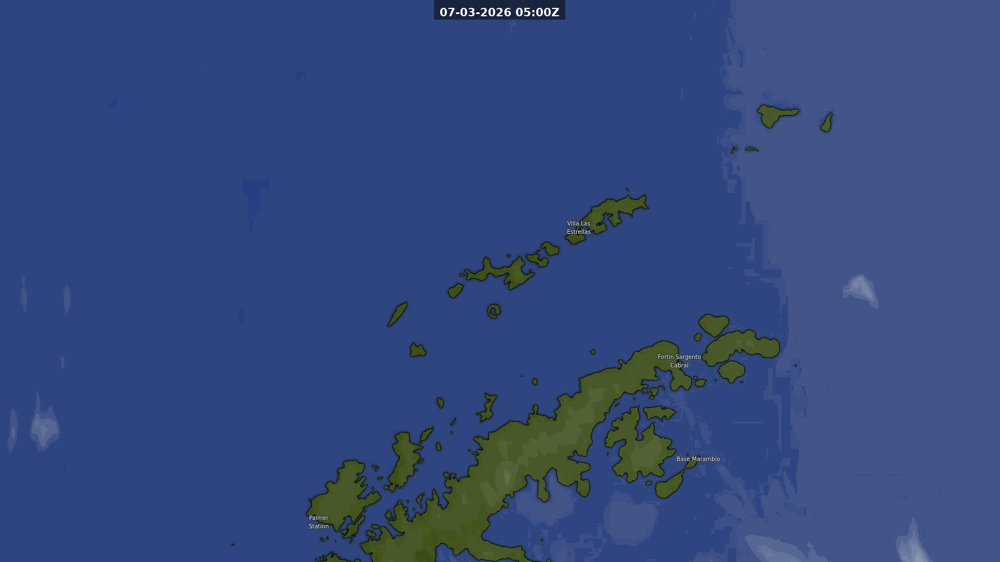 07-03-2026 05:00Z
Villa Las
Estrellas
Fortin Sargento
Cabral
Base Marambio
Palmer
Station